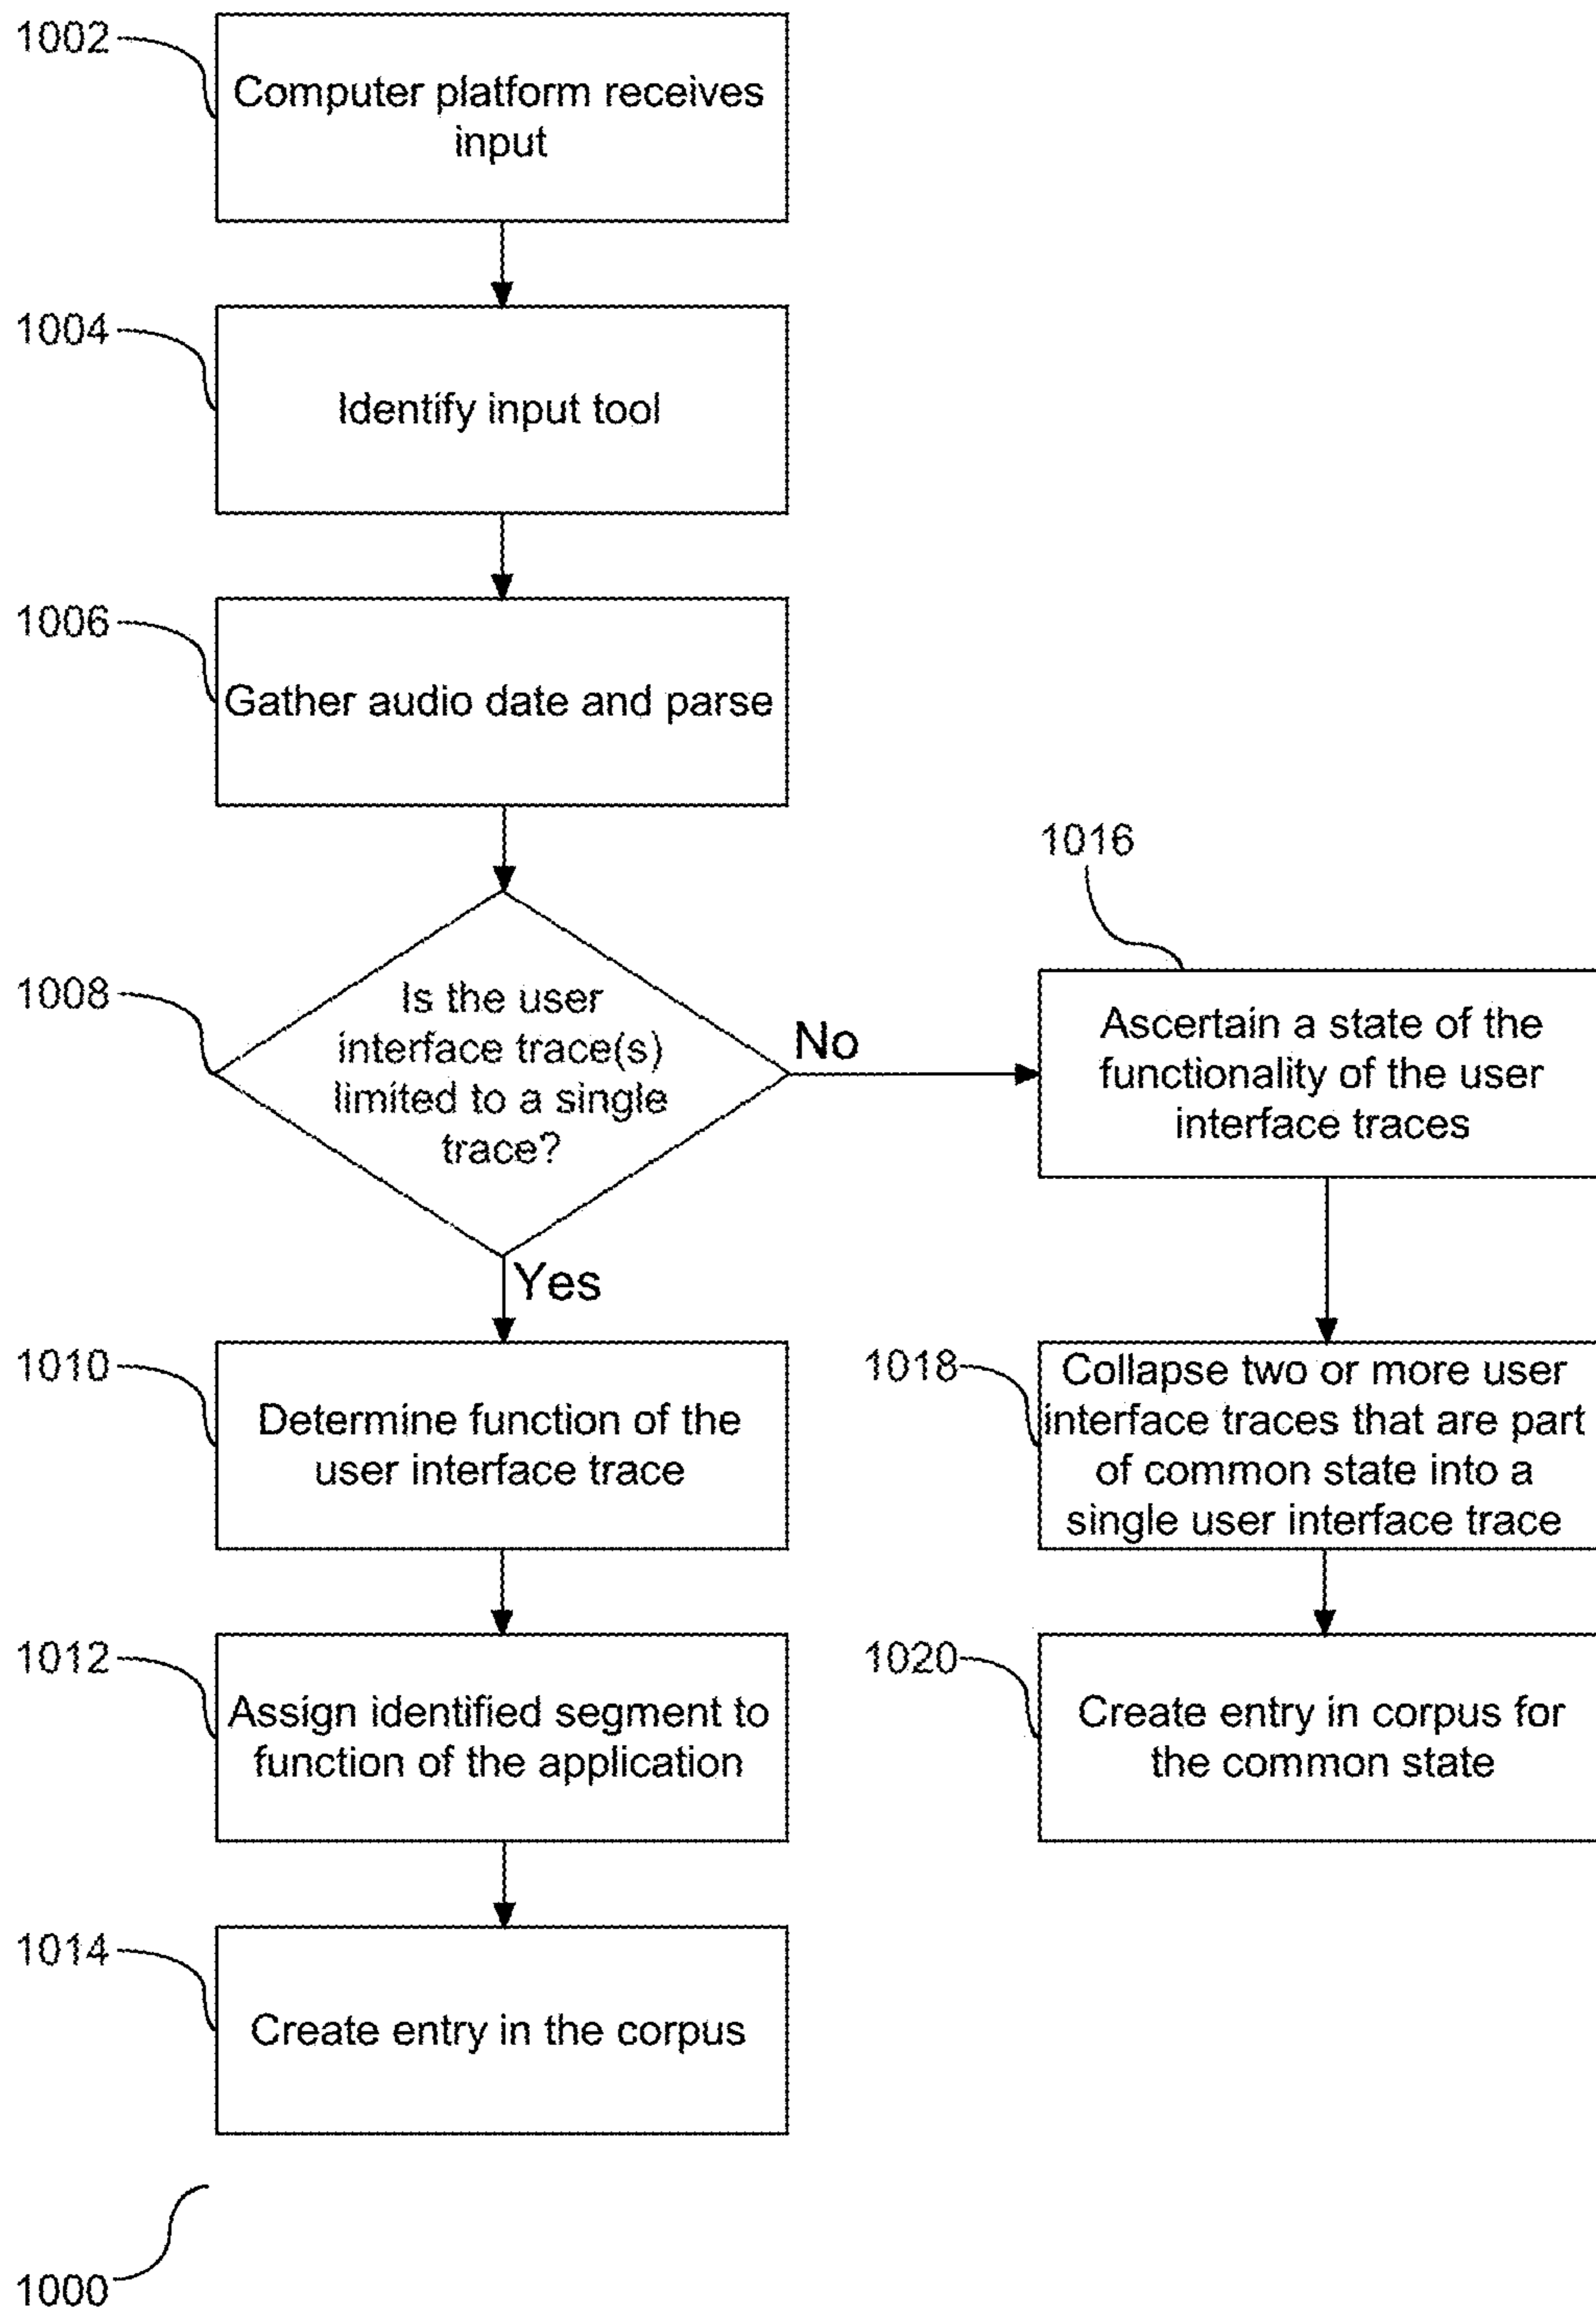 1002
Computer platform receives
input
1004
Identify input tool
1006
Gather audio date and parse
1008
Is the user
interface trace(s)
limited to a single
trace?
No
Yes
1016
Ascertain a state of the
functionality of the user
interface traces
1010
Determine function of the
user interface trace
1018
Collapse two or more user
interface traces that are part
of common state into a
single user interface trace
1012
Assign identified segment to
function of the application
1020
Create entry in corpus for
the common state
1014
Create entry in the corpus
1000